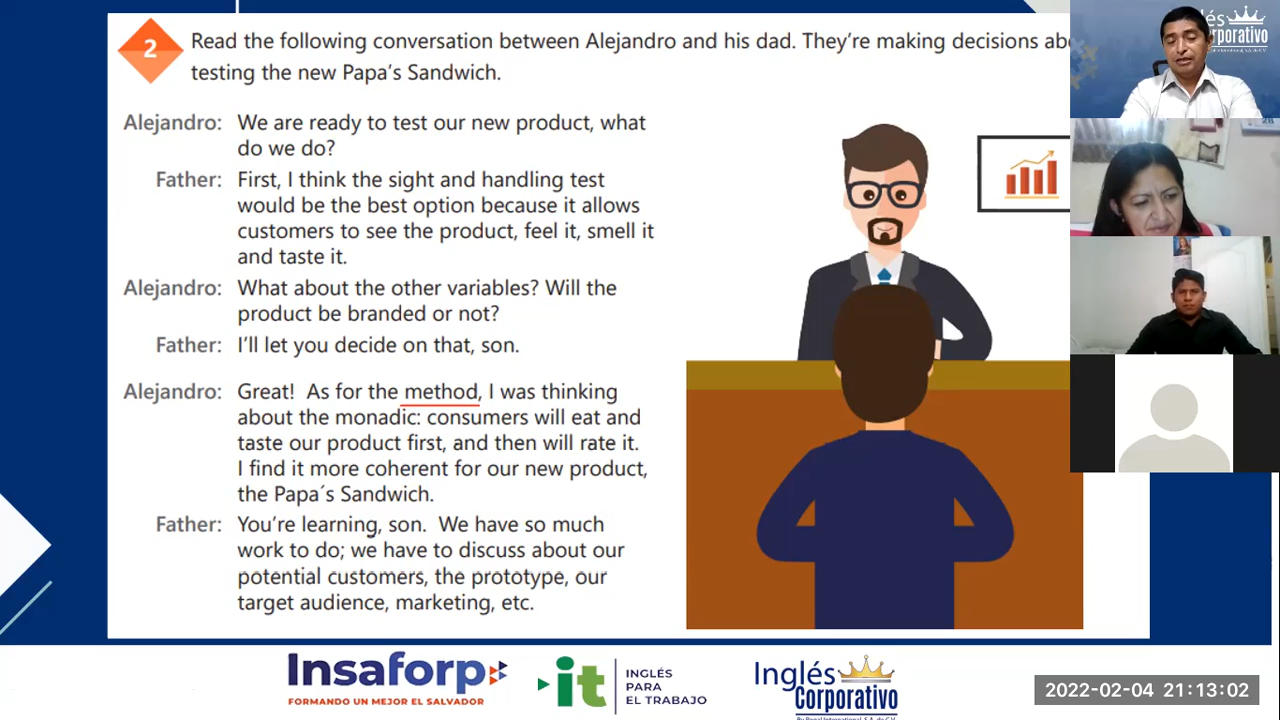 2
Read the following conversation between Alejandro and his dad. They're making decisions
testing the new Papa's Sandwich.
Alejandro: We are ready to test our new product, what
do we do?
Father: First, I think the sight and handling test
would be the best option because it allows
customers to see the product, feel it, smell it
and taste it.
Alejandro: What about the other variables? Will the
product be branded or not?
Father: I'll let you decide on that, son.
Alejandro: Great! As for the method, I was thinking
about the monadic: consumers will eat and
taste our product first, and then will rate it.
I find it more coherent for our new product,
the Papa´s Sandwich.
Father: You're learning, son. We have so much
work to do; we have to discuss about our
potential customers, the prototype, our
target audience, marketing, etc.
Insaforp
FORMANDO UN MEJOR EL SALVADOR
it
INGLÉS
PARA
EL TRABAJO
Inglés
Corporativo
2022-02-04 21:13:02